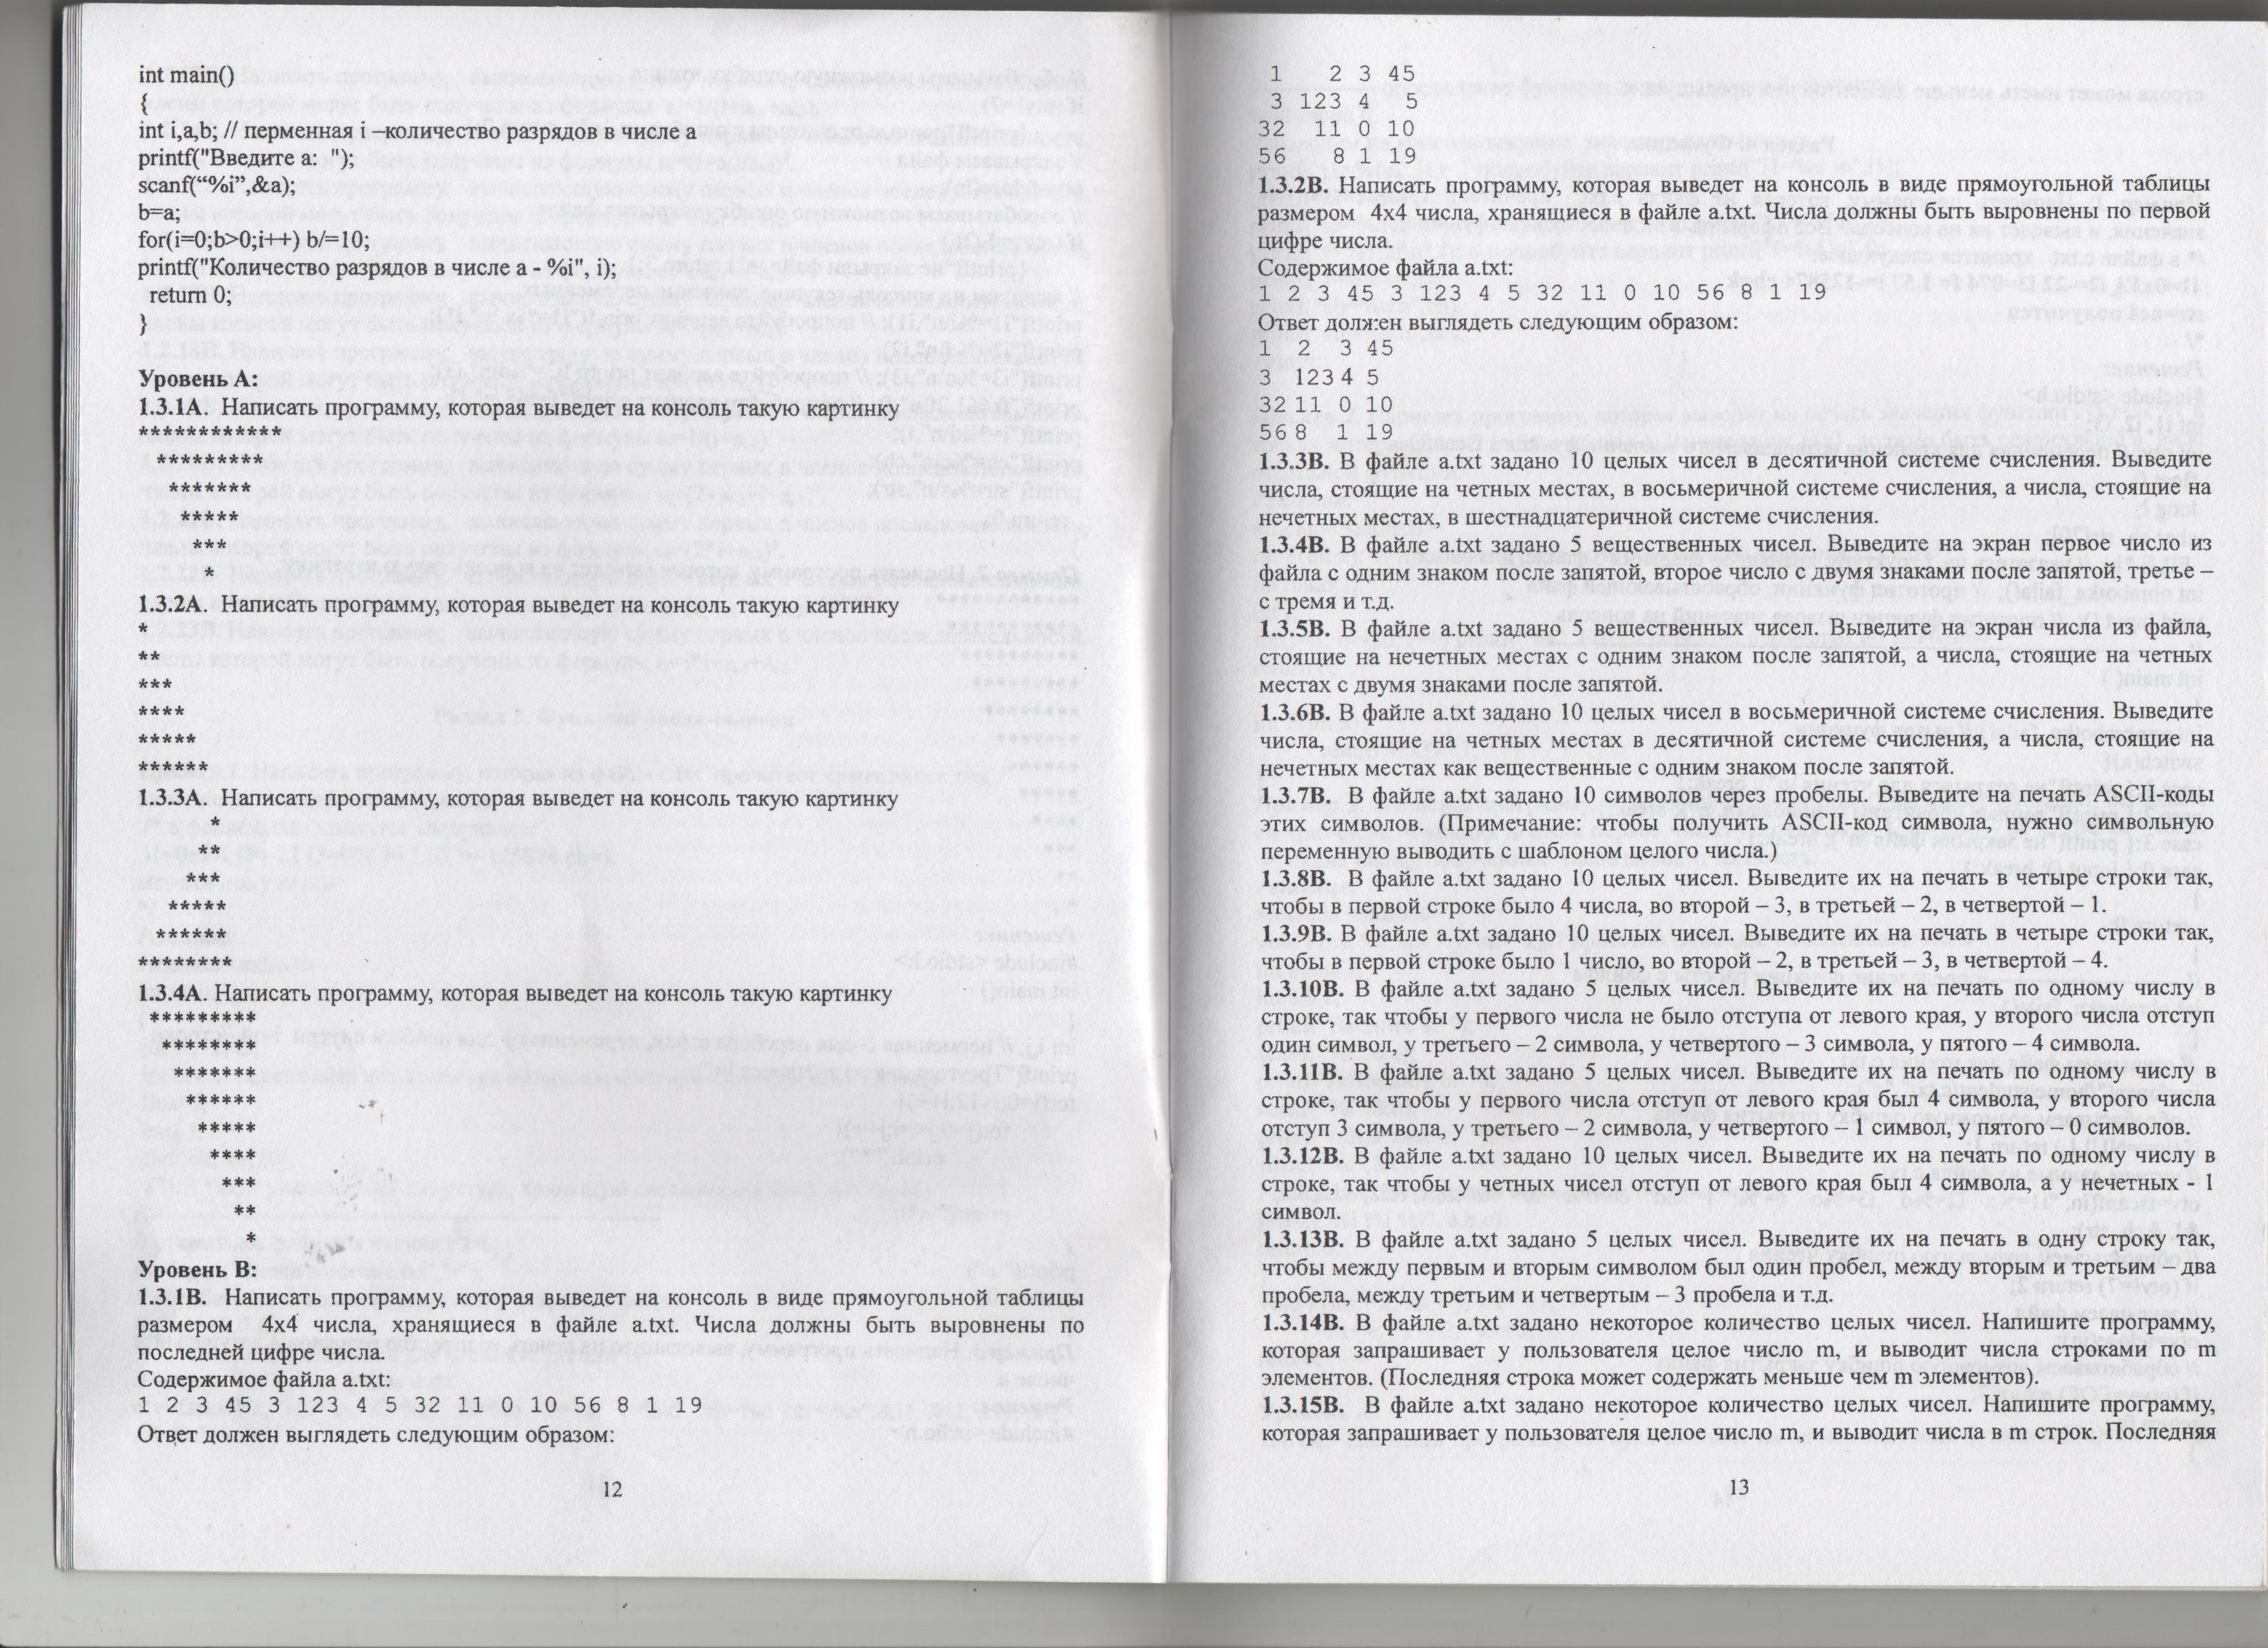 int main()
{
int i,a,b; // перменная i –количество разрядов в числе a
printf("Введите a:  ");
scanf(“%i”,&a);
b=a;
for(i=0;b>0;i++) b/=10;
printf("Количество разрядов в числе a - %i", i);
return 0;
}
Уровень A:
1.3.1A. Написать программу, которая выведет на консоль такую картинку
************
*********
*******
*****
***
*
1.3.2A. Написать программу, которая выведет на консоль такую картинку
*
**
***
****
*****
******
1.3.3A. Написать программу, которая выведет на консоль такую картинку
*
**
***
*****
******
********
1.3.4A. Написать программу, которая выведет на консоль такую картинку
*********
********
*******
******
*****
****
***
**
*
Уровень B:
1.3.1B. Написать программу, которая выведет на консоль в виде прямоугольной таблицы
размером 4x4 числа, хранящиеся в файле a.txt. Числа должны быть выровнены по
последней цифре числа.
Содержимое файла a.txt:
1 2 3 45 3 123 4 5 32 11 0 10 56 8 1 19
Ответ должен выглядеть следующим образом:
12
1 2 3 45
3 123 4 5
32 11 0 10
56 8 1 19
1.3.2B. Написать программу, которая выведет на консоль в виде прямоугольной таблицы
размером 4x4 числа, хранящиеся в файле a.txt. Числа должны быть выровнены по первой
цифре числа.
Содержимое файла a.txt:
1 2 3 45 3 123 4 5 32 11 0 10 56 8 1 19
Ответ должен выглядеть следующим образом:
1 2 3 45
3 123 4 5
32 11 0 10
56 8 1 19
1.3.3B. В файле a.txt задано 10 целых чисел в десятичной системе счисления. Выведите
числа, стоящие на четных местах, в восьмеричной системе счисления, а числа, стоящие на
нечетных местах, в шестнадцатеричной системе счисления.
1.3.4B. В файле a.txt задано 5 вещественных чисел. Выведите на экран первое число из
файла с одним знаком после запятой, второе число с двумя знаками после запятой, третье –
с тремя и т.д.
1.3.5B. В файле a.txt задано 5 вещественных чисел. Выведите на экран числа из файла,
стоящие на нечетных местах с одним знаком после запятой, а числа, стоящие на четных
местах с двумя знаками после запятой.
1.3.6B. В файле a.txt задано 10 целых чисел в восьмеричной системе счисления. Выведите
числа, стоящие на четных местах в десятичной системе счисления, а числа, стоящие на
нечетных местах как вещественные с одним знаком после запятой.
1.3.7B. В файле a.txt задано 10 символов через пробелы. Выведите на печать ASCII-коды
этих символов. (Примечание: чтобы получить ASCII-код символа, нужно символьную
переменную выводить с шаблоном целого числа.)
1.3.8B. В файле a.txt задано 10 целых чисел. Выведите их на печать в четыре строки так,
чтобы в первой строке было 4 числа, во второй – 3, в третьей – 2, в четвертой – 1.
1.3.9B. В файле a.txt задано 10 целых чисел. Выведите их на печать в четыре строки так,
чтобы в первой строке было 1 число, во второй – 2, в третьей – 3, в четвертой – 4.
1.3.10B. В файле a.txt задано 5 целых чисел. Выведите их на печать по одному числу в
строке, так чтобы у первого числа не было отступа от левого края, у второго числа отступ
один символ, у третьего – 2 символа, у четвертого – 3 символа, у пятого – 4 символа.
1.3.11B. В файле a.txt задано 5 целых чисел. Выведите их на печать по одному числу в
строке, так чтобы у первого числа отступ от левого края был 4 символа, у второго числа
отступ 3 символа, у третьего – 2 символа, у четвертого – 1 символ, у пятого – 0 символов.
1.3.12B. В файле a.txt задано 10 целых чисел. Выведите их на печать по одному числу в
строке, так чтобы у четных чисел отступ от левого края был 4 символа, а у нечетных - 1
символ.
1.3.13B. В файле a.txt задано 5 целых чисел. Выведите их на печать в одну строку так,
чтобы между первым и вторым символом был один пробел, между вторым и третьим – два
пробела, между третьим и четвертым – 3 пробела и т.д.
1.3.14B. В файле a.txt задано некоторое количество целых чисел. Напишите программу,
которая запрашивает у пользователя целое число m, и выводит числа строками по m
элементов. (Последняя строка может содержать меньше чем m элементов).
1.3.15B. В файле a.txt задано некоторое количество целых чисел. Напишите программу,
которая запрашивает у пользователя целое число m, и выводит числа в m строк. Последняя
13